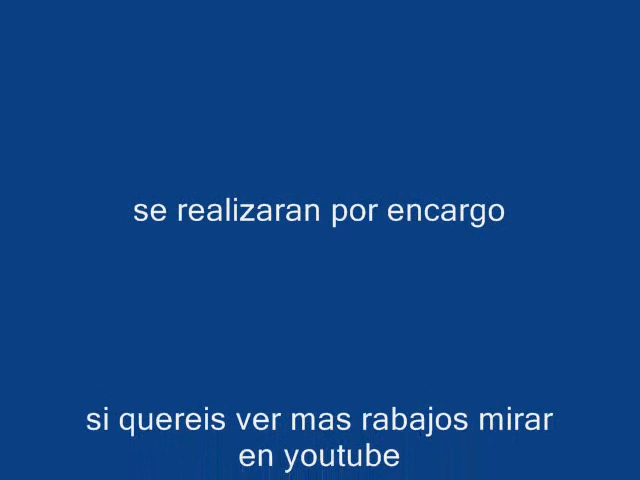 se realizaran por encargo
si quereis ver mas rabajos mirar
en youtube